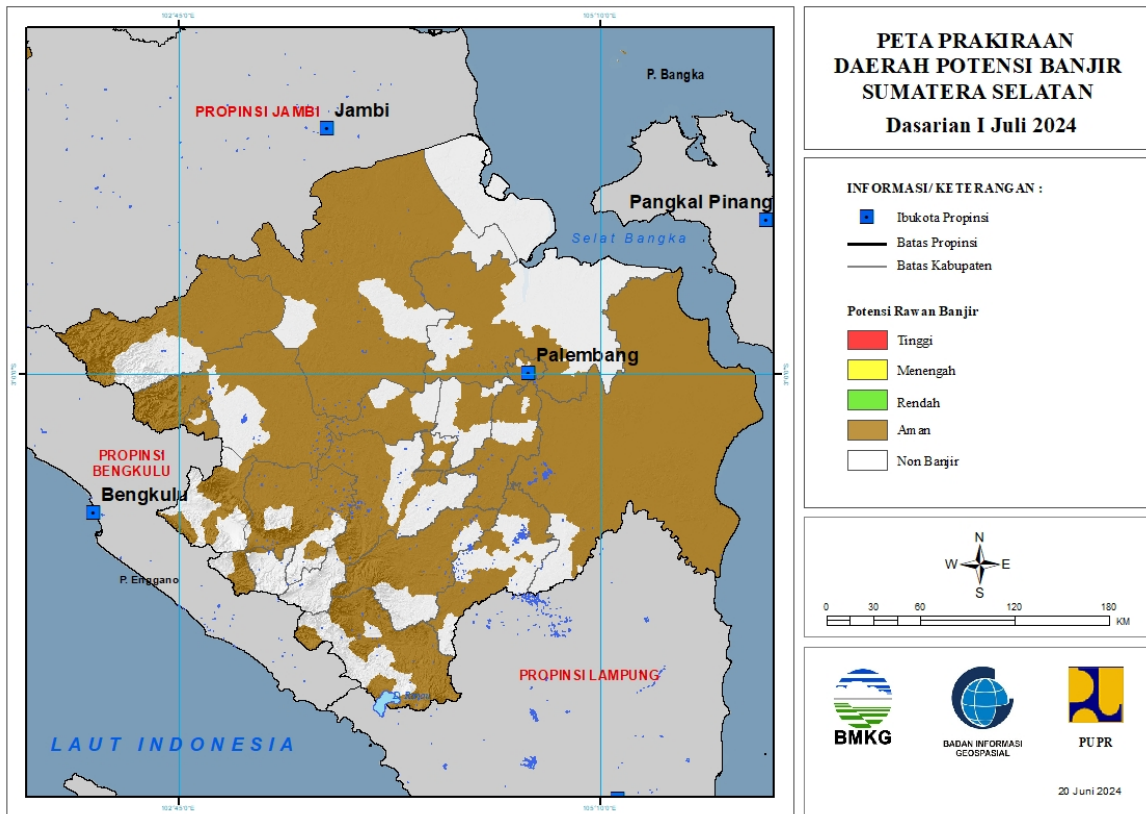 PETA PRAKIRAAN
DAERAH POTENSI BANJIR
SUMATERA SELATAN
Dasarian I Juli 2024
INFORMASI/ KETERANGAN :
Ibukota Propinsi
Batas Propinsi
Batas Kabupaten
Potensi Rawan Banjir
Tinggi
Menengah
Rendah
Aman
Non Banjir
N
W E
S
0 30 60 120 180
KM
BMKG
BADAN INFORMASI
GEOSPASIAL
PUPR
20 Juni 2024
P. Bangka
PROPINSI JAMBI
Jambi
Pangkal Pinang
Selat Bangka
Palembang
PROPINSI
BENGKULU
Bengkulu
P. Enggano
PROPINSI LAMPUNG
D. Ranau
LAUT INDONESIA